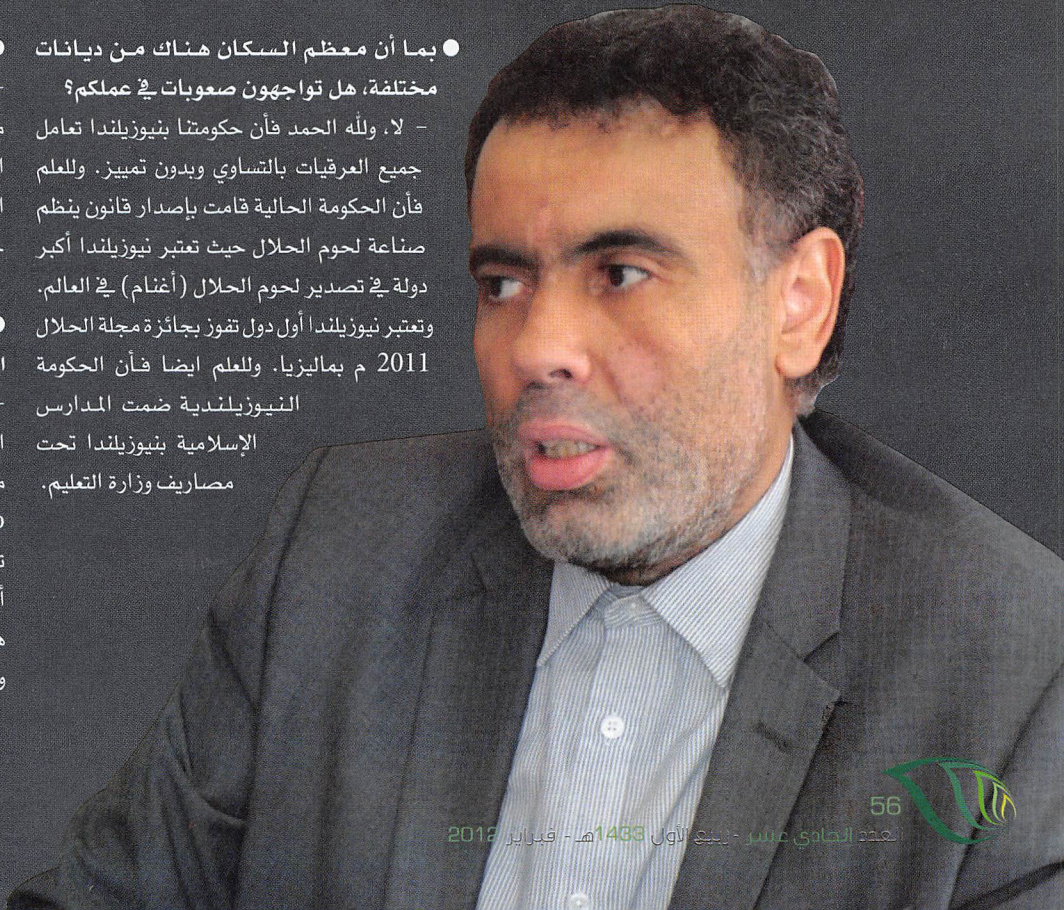 ● بما أن معظم السكان هناك من ديانات
مختلفة، هل تواجهون صعوبات في عملكم؟
- لا، ولله الحمد فأن حكومتنا بنيوزيلندا تعامل
جميع العرقيات بالتساوي وبدون تمييز. وللعلم
فأن الحكومة الحالية قامت بإصدار قانون ينظم
صناعة لحوم الحلال حيث تعتبر نيوزيلندا أكبر
دولة في تصدير لحوم الحلال (أغنام) في العالم.
وتعتبر نيوزيلندا أول دول تفوز بجائزة مجلة الحلال
2011 م بماليزيا. وللعلم ايضا فأن الحكومة
النيوزيلندية ضمت المدارس
الإسلامية بنيوزيلندا تحت
مصاريف وزارة التعليم.
56
العدد الحادي عشر - ربيع الأول 1433هـ - فبراير 2012